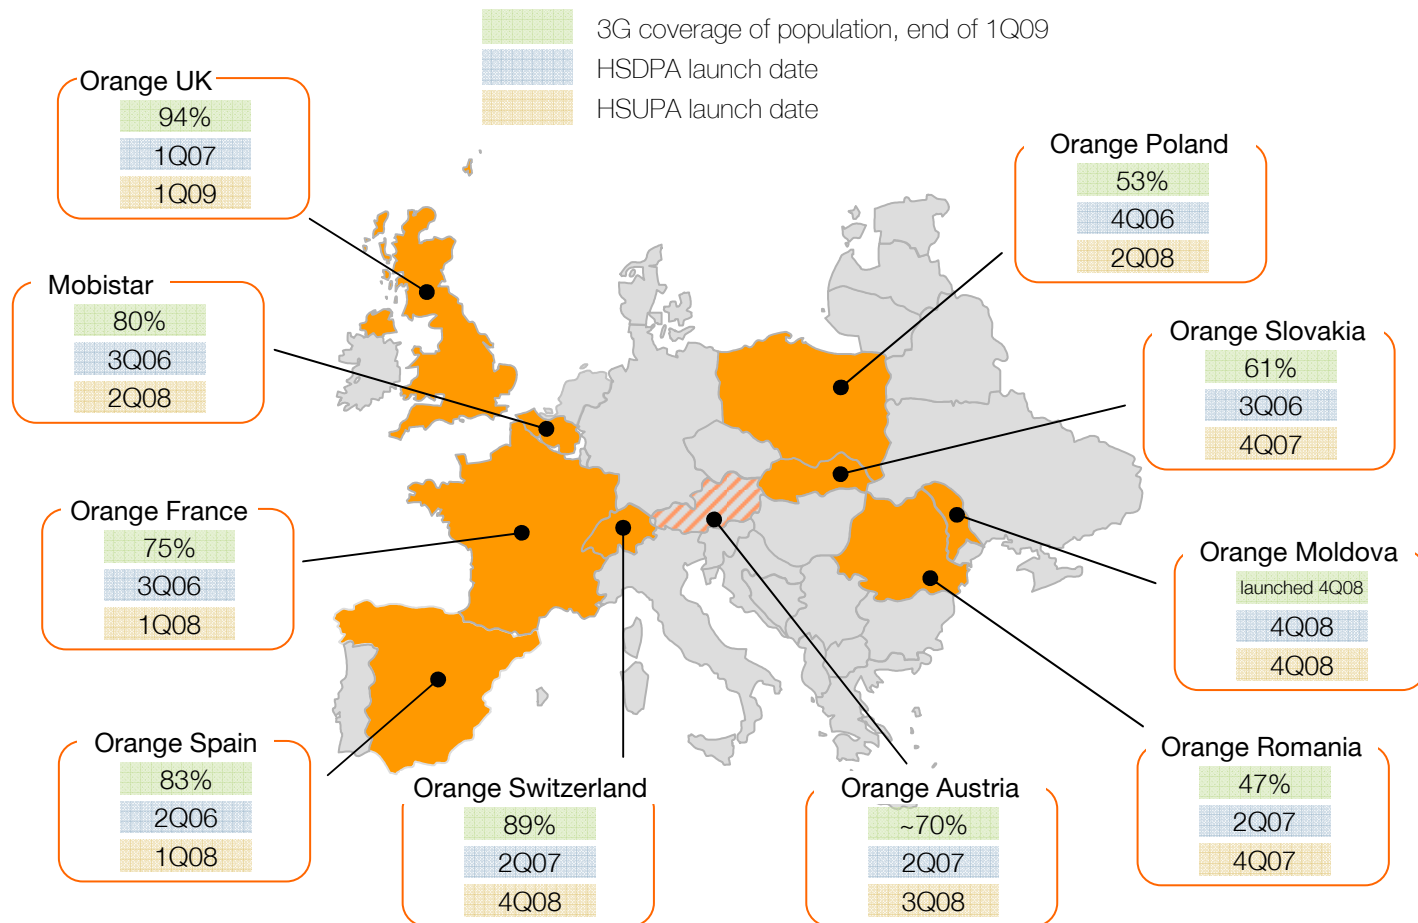 3G coverage of population, end of 1Q09
HSDPA launch date
HSUPA launch date
Orange UK
94%
1Q07
1Q09
Mobistar
80%
3Q06
2Q08
Orange France
75%
3Q06
1Q08
Orange Spain
83%
2Q06
1Q08
Orange Switzerland
89%
2Q07
4Q08
Orange Austria
~70%
2Q07
3Q08
Orange Poland
53%
4Q06
2Q08
Orange Slovakia
61%
3Q06
4Q07
Orange Moldova
launched 4Q08
4Q08
4Q08
Orange Romania
47%
2Q07
4Q07